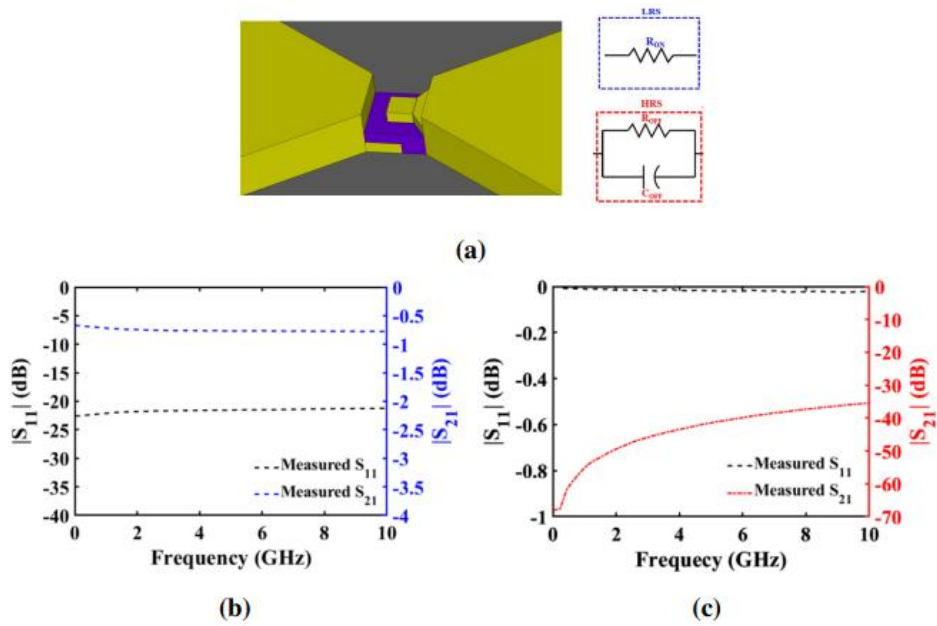 LRS
R_ON
HRS
R_OFF
C_OFF
(a)
0
-5
-10
-15
-20
-25
-30
-35
-40
|S11| (dB)
0
-0.5
-1
-1.5
-2
-2.5
-3
-3.5
-4
|S21| (dB)
Measured S11
Measured S21
0 2 4 6 8 10
Frequency (GHz)
(b)
0
-0.2
-0.4
-0.6
-0.8
-1
|S11| (dB)
0
-10
-20
-30
-40
-50
-60
-70
|S21| (dB)
Measured S11
Measured S21
0 2 4 6 8 10
Frequecy (GHz)
(c)